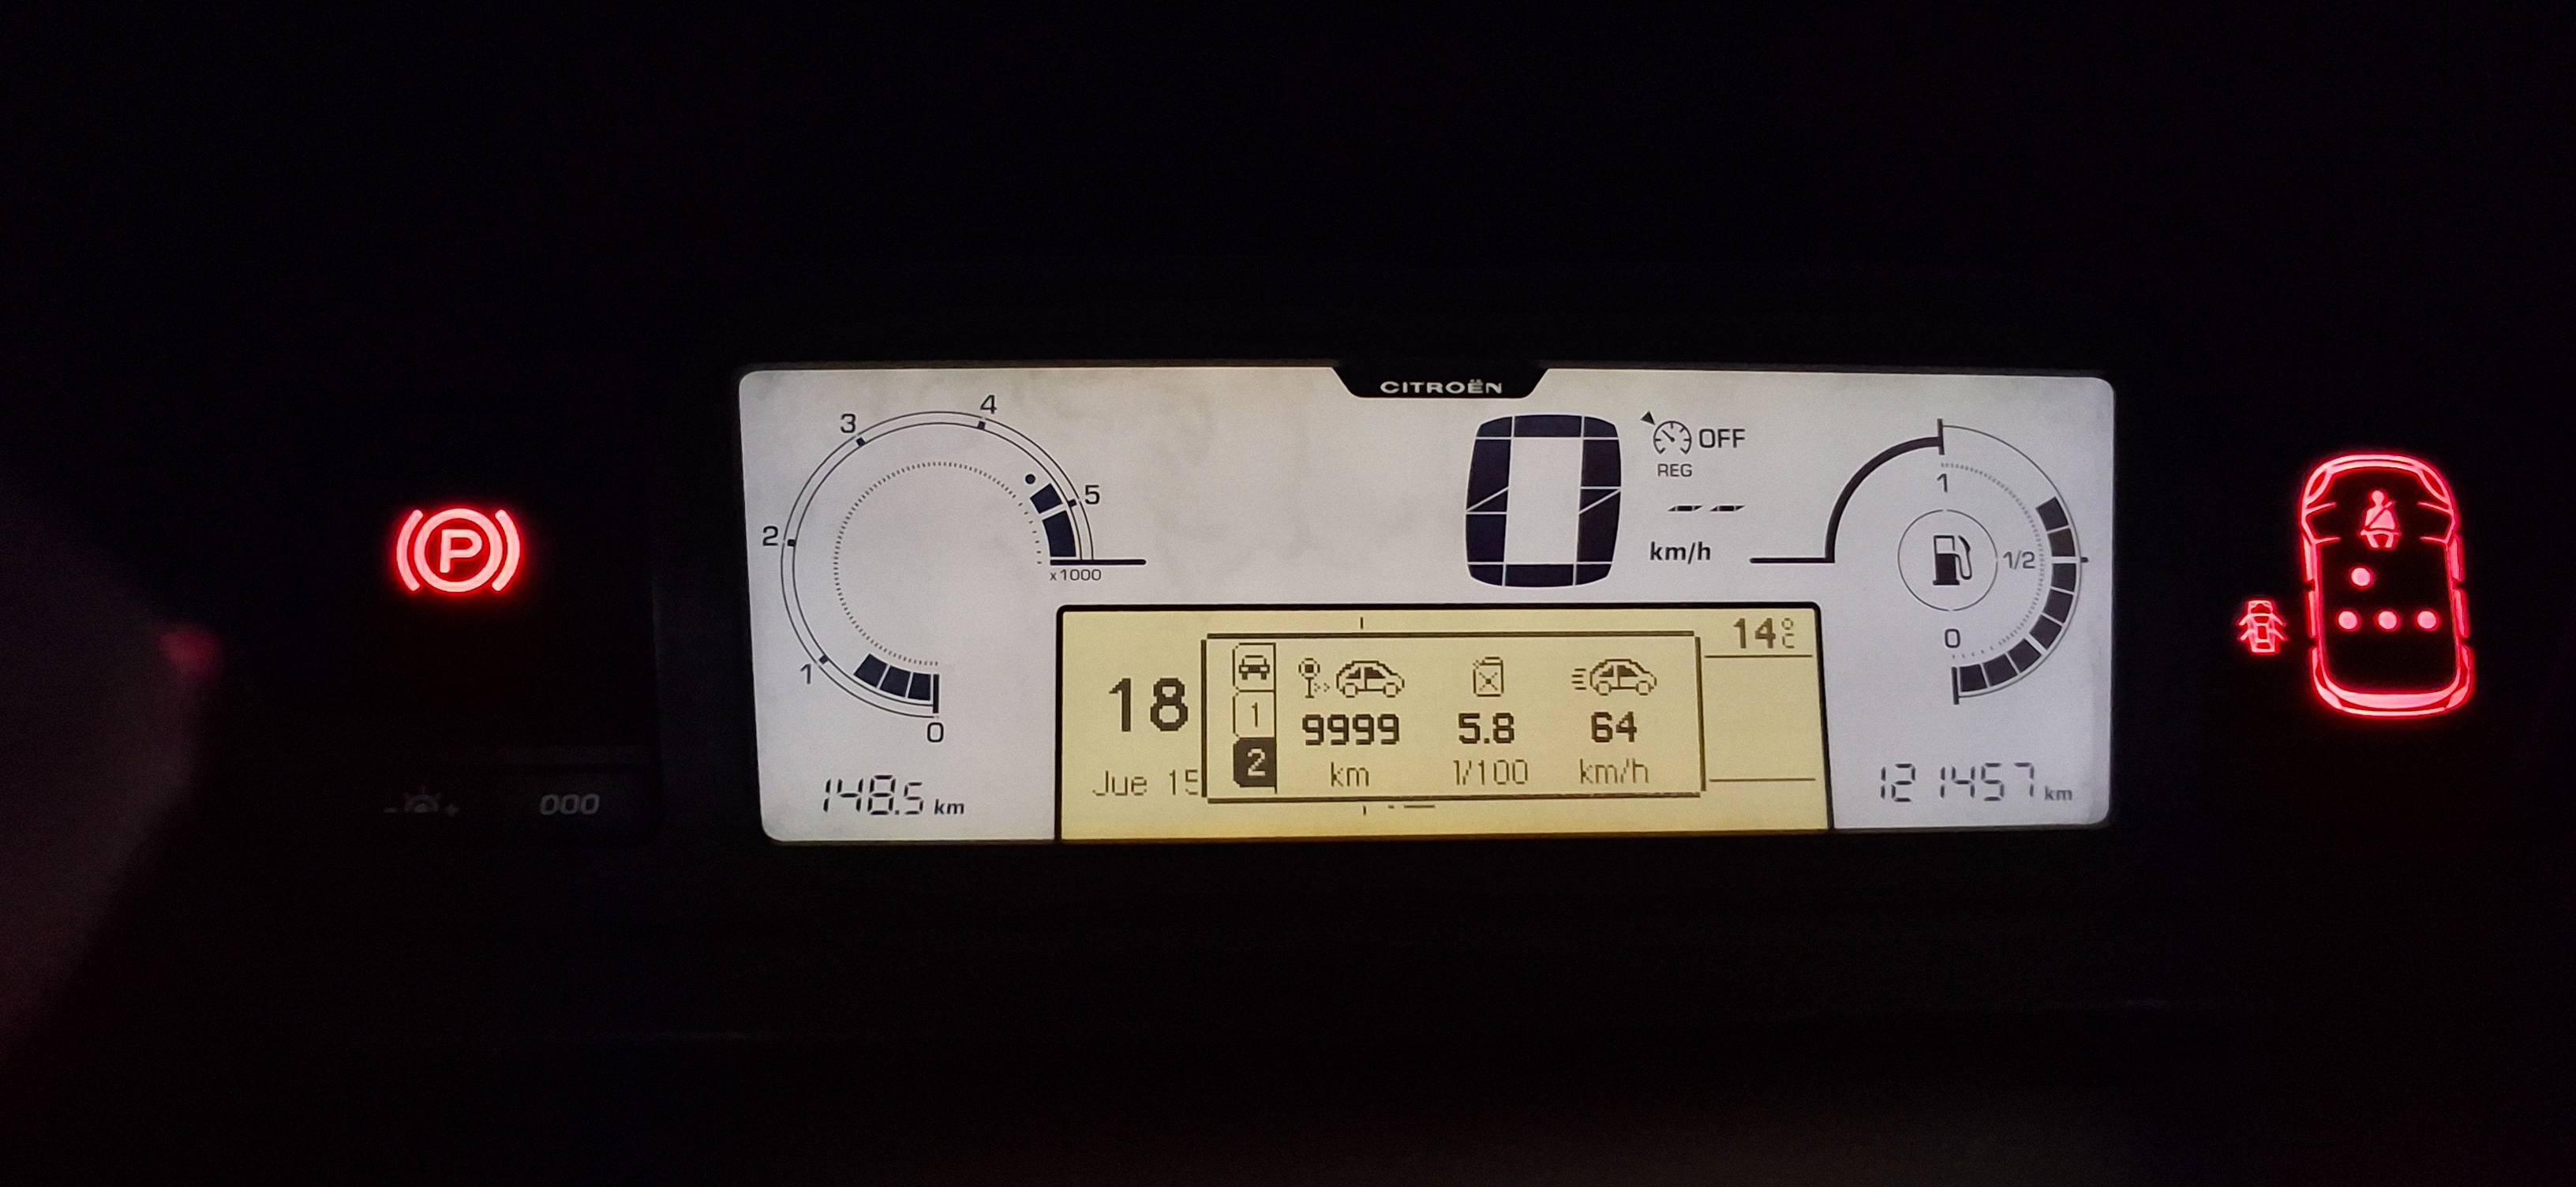 CITROËN
4
3
5
2
x1000
1
0
148.5 km
P
000
0
OFF
REG
km/h
1
1/2
0
121457 km
14°C
18
Jue 15
1
2
9999
5.8
64
km
l/100
km/h